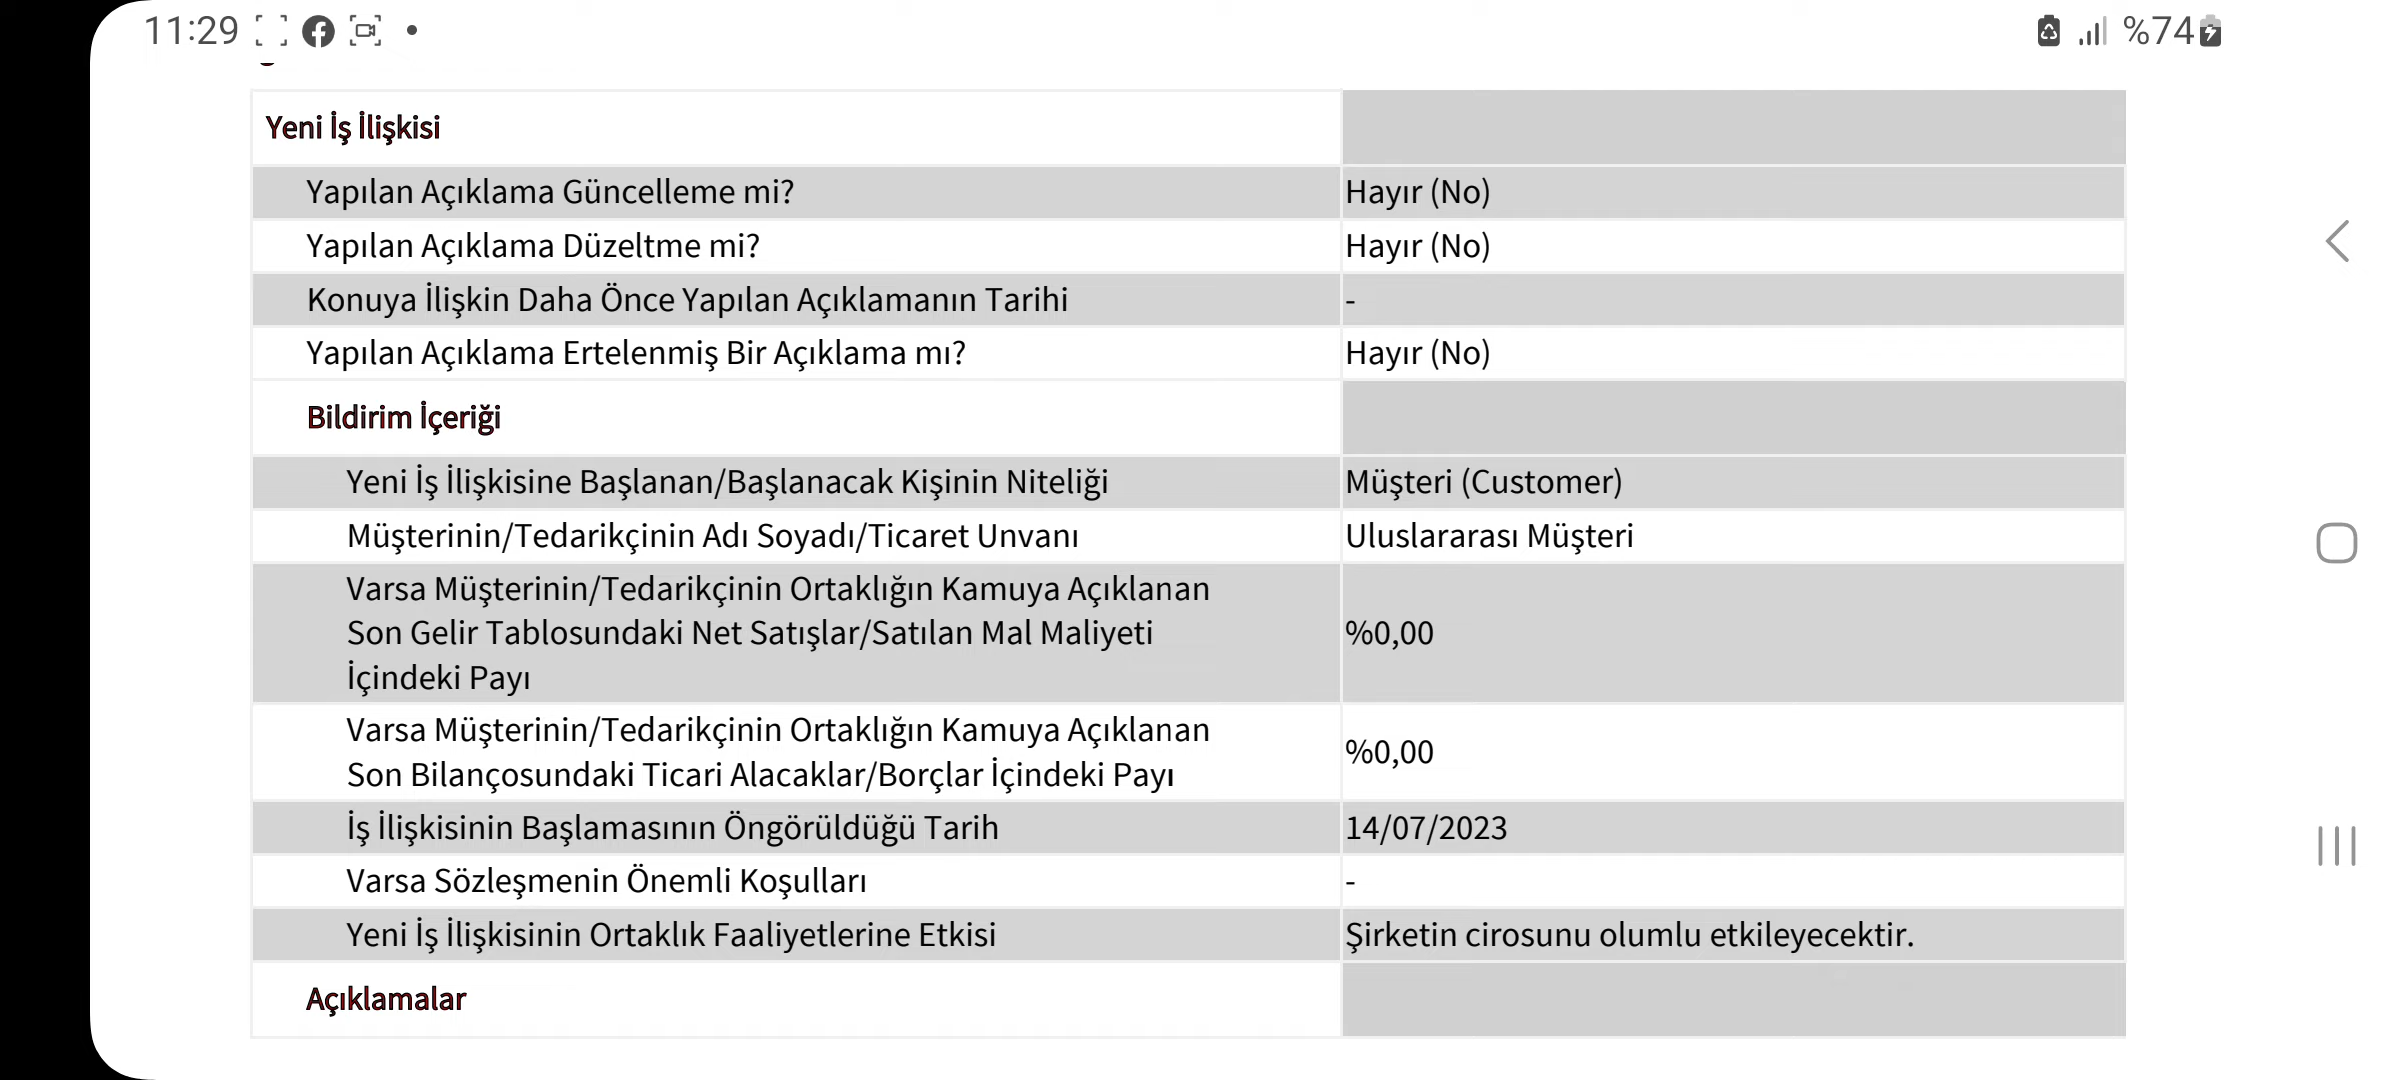 11:29
%74
Yeni İş İlişkisi
Yapılan Açıklama Güncelleme mi?
Hayır (No)
Yapılan Açıklama Düzeltme mi?
Hayır (No)
Konuya İlişkin Daha Önce Yapılan Açıklamanın Tarihi
-
Yapılan Açıklama Ertelenmiş Bir Açıklama mı?
Hayır (No)
Bildirim İçeriği
Yeni İş İlişkisine Başlanan/Başlanacak Kişinin Niteliği
Müşteri (Customer)
Müşterinin/Tedarikçinin Adı Soyadı/Ticaret Unvanı
Uluslararası Müşteri
Varsa Müşterinin/Tedarikçinin Ortaklığın Kamuya Açıklanan
Son Gelir Tablosundaki Net Satışlar/Satılan Mal Maliyeti
İçindeki Payı
%0,00
Varsa Müşterinin/Tedarikçinin Ortaklığın Kamuya Açıklanan
Son Bilançosundaki Ticari Alacaklar/Borçlar İçindeki Payı
%0,00
İş İlişkisinin Başlamasının Öngörüldüğü Tarih
14/07/2023
Varsa Sözleşmenin Önemli Koşulları
-
Yeni İş İlişkisinin Ortaklık Faaliyetlerine Etkisi
Şirketin cirosunu olumlu etkileyecektir.
Açıklamalar